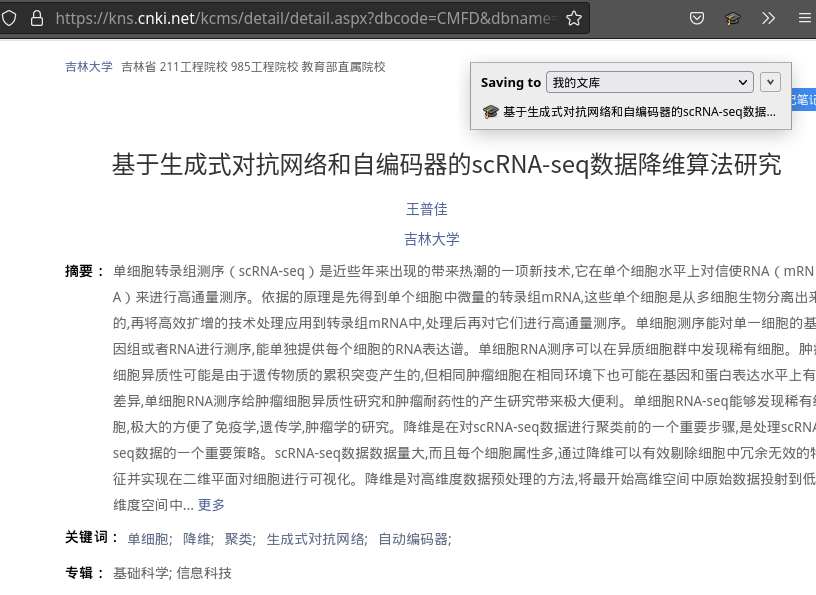 https://kns.cnki.net/kcms/detail/detail.aspx?dbcode=CMFD&dbname=
吉林大学 吉林省 211工程院校 985工程院校 教育部直属院校
Saving to 我的文库
基于生成式对抗网络和自编码器的scRNA-seq数据...
记笔记
基于生成式对抗网络和自编码器的scRNA-seq数据降维算法研究
王普佳
吉林大学
摘要： 单细胞转录组测序（scRNA-seq）是近些年来出现的带来热潮的一项新技术,它在单个细胞水平上对信使RNA（mRN
A）来进行高通量测序。依据的原理是先得到单个细胞中微量的转录组mRNA,这些单个细胞是从多细胞生物分离出来
的,再将高效扩增的技术处理应用到转录组mRNA中,处理后再对它们进行高通量测序。单细胞测序能对单一细胞的基
因组或者RNA进行测序,能单独提供每个细胞的RNA表达谱。单细胞RNA测序可以在异质细胞群中发现稀有细胞。肿瘤
细胞异质性可能是由于遗传物质的累积突变产生的,但相同肿瘤细胞在相同环境下也可能在基因和蛋白表达水平上有
差异,单细胞RNA测序给肿瘤细胞异质性研究和肿瘤耐药性的产生研究带来极大便利。单细胞RNA-seq能够发现稀有细
胞,极大的方便了免疫学,遗传学,肿瘤学的研究。降维是在对scRNA-seq数据进行聚类前的一个重要步骤,是处理scRNA-
seq数据的一个重要策略。scRNA-seq数据数据量大,而且每个细胞属性多,通过降维可以有效剔除细胞中冗余无效的特
征并实现在二维平面对细胞进行可视化。降维是对高维度数据预处理的方法,将最开始高维空间中原始数据投射到低
维度空间中... 更多
关键词： 单细胞; 降维; 聚类; 生成式对抗网络; 自动编码器;
专辑： 基础科学; 信息科技